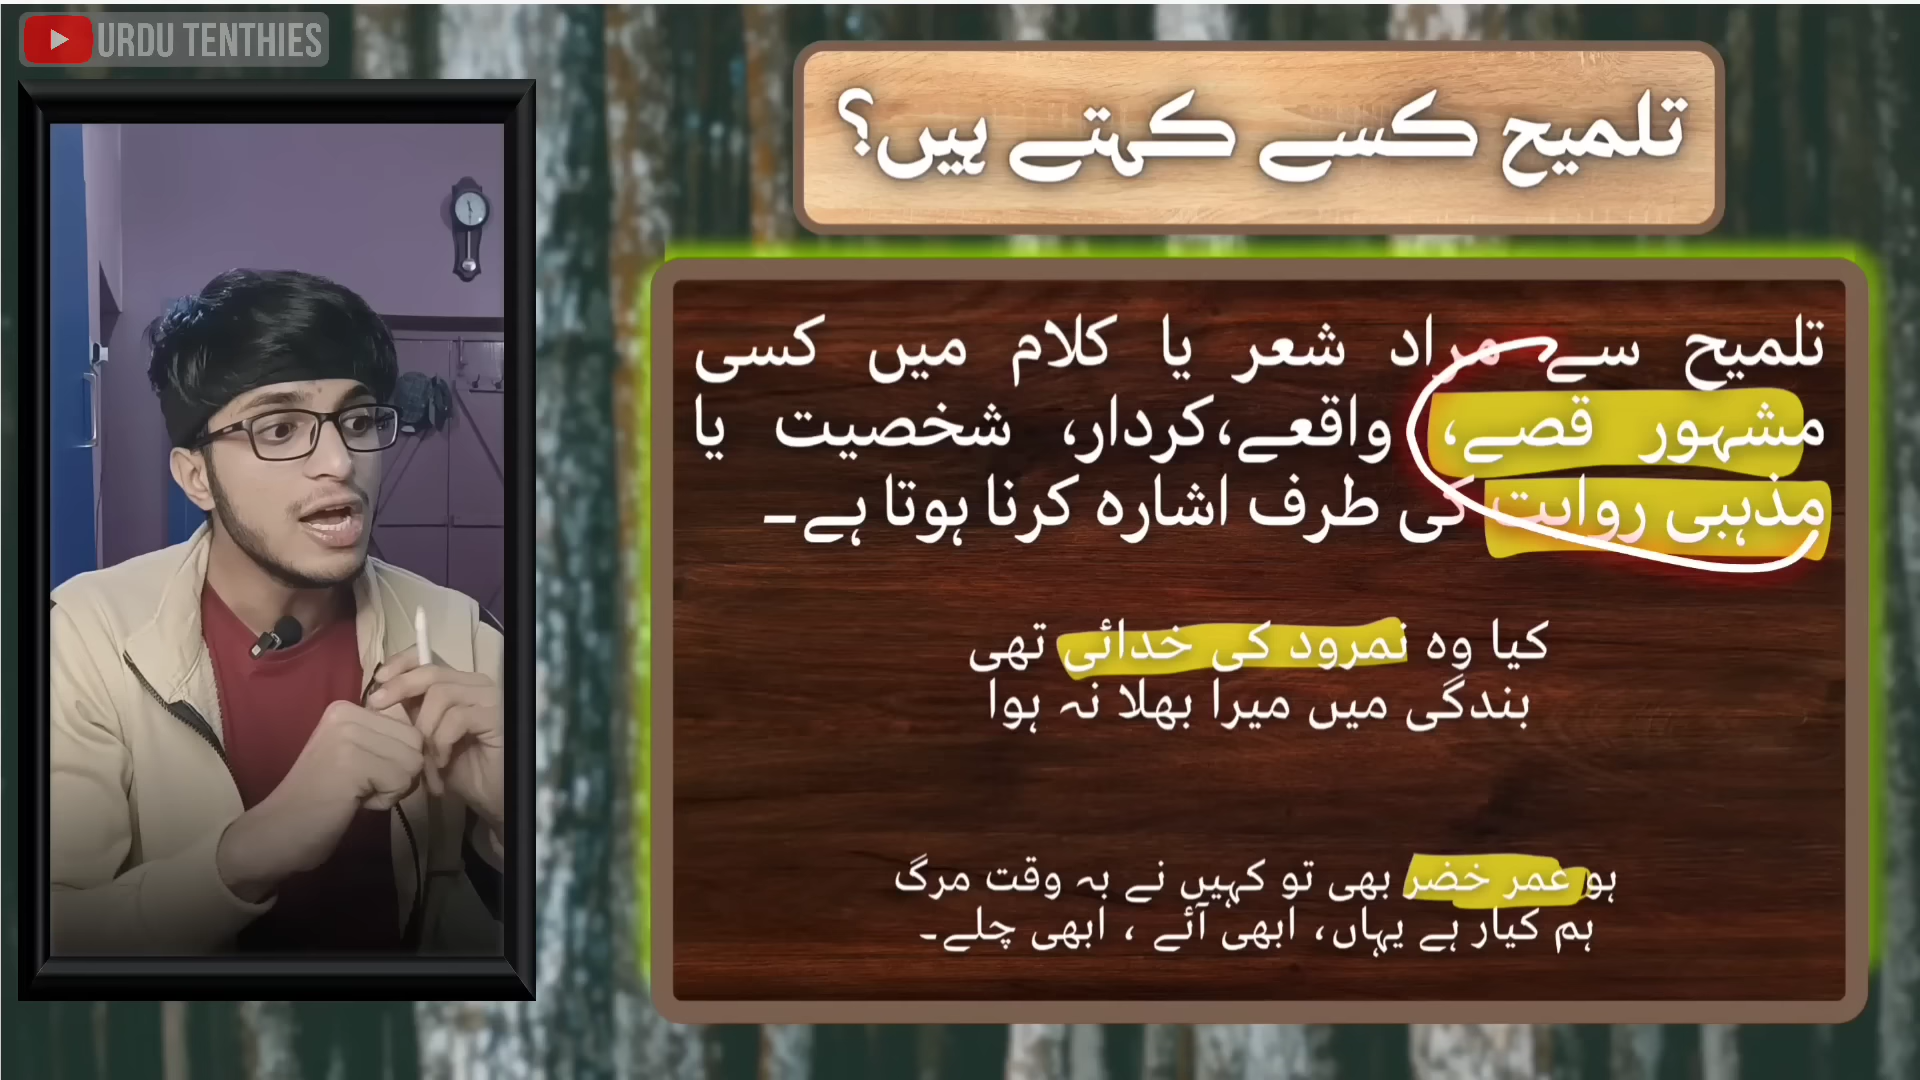 URDU TENTHIES
تلمیح کسے کہتے ہیں؟
تلمیح سے مراد شعر یا کلام میں کسی
مشہور قصے، واقعے،کردار، شخصیت یا
مذہبی روایت کی طرف اشارہ کرنا ہوتا ہے۔
کیا وہ نمرود کی خدائی تھی
بندگی میں میرا بھلا نہ ہوا
ہو عمر خضر بھی تو کہیں نے بہ وقت مرگ
ہم کیار ہے یہاں، ابھی آئے ، ابھی چلے۔